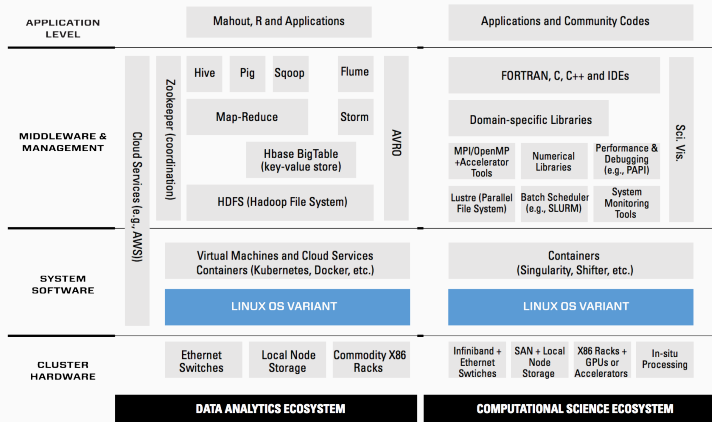 APPLICATION
LEVEL
Mahout, R and Applications
Applications and Community Codes
MIDDLEWARE &
MANAGEMENT
Cloud Services (e.g., AWS))
Zookeeper (coordination)
Hive
Pig
Sqoop
Flume
Map-Reduce
Storm
Hbase BigTable
(key-value store)
HDFS (Hadoop File System)
AVRO
FORTRAN, C, C++ and IDEs
Domain-specific Libraries
MPI/OpenMP
+Accelerator
Tools
Numerical
Libraries
Performance &
Debugging
(e.g., PAPI)
Lustre (Parallel
File System)
Batch Scheduler
(e.g., SLURM)
System
Monitoring
Tools
Sci. Vis.
SYSTEM
SOFTWARE
Virtual Machines and Cloud Services
Containers (Kubernetes, Docker, etc.)
LINUX OS VARIANT
Containers
(Singularity, Shifter, etc.)
LINUX OS VARIANT
CLUSTER
HARDWARE
Ethernet
Switches
Local Node
Storage
Commodity X86
Racks
Infiniband +
Ethernet
Swtiches
SAN + Local
Node
Storage
X86 Racks +
GPUs or
Accelerators
In-situ
Processing
DATA ANALYTICS ECOSYSTEM
COMPUTATIONAL SCIENCE ECOSYSTEM